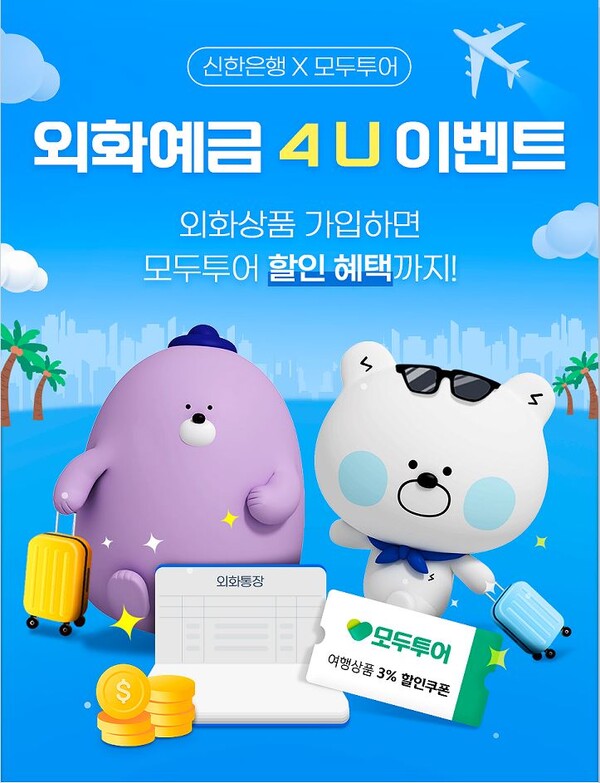 신한은행 X 모두투어
외화예금 4 U 이벤트
외화상품 가입하면
모두투어 할인 혜택까지!
외화통장
모두투어
여행상품 3% 할인쿠폰
$